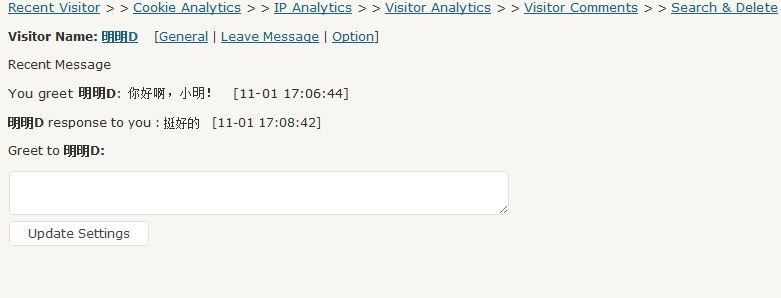 Recent Visitor > > Cookie Analytics > > IP Analytics > > Visitor Analytics > > Visitor Comments > > Search & Delete
Visitor Name: 明明D [General | Leave Message | Option]
Recent Message
You greet 明明D: 你好啊，小明！ [11-01 17:06:44]
明明D response to you : 挺好的 [11-01 17:08:42]
Greet to 明明D:
Update Settings